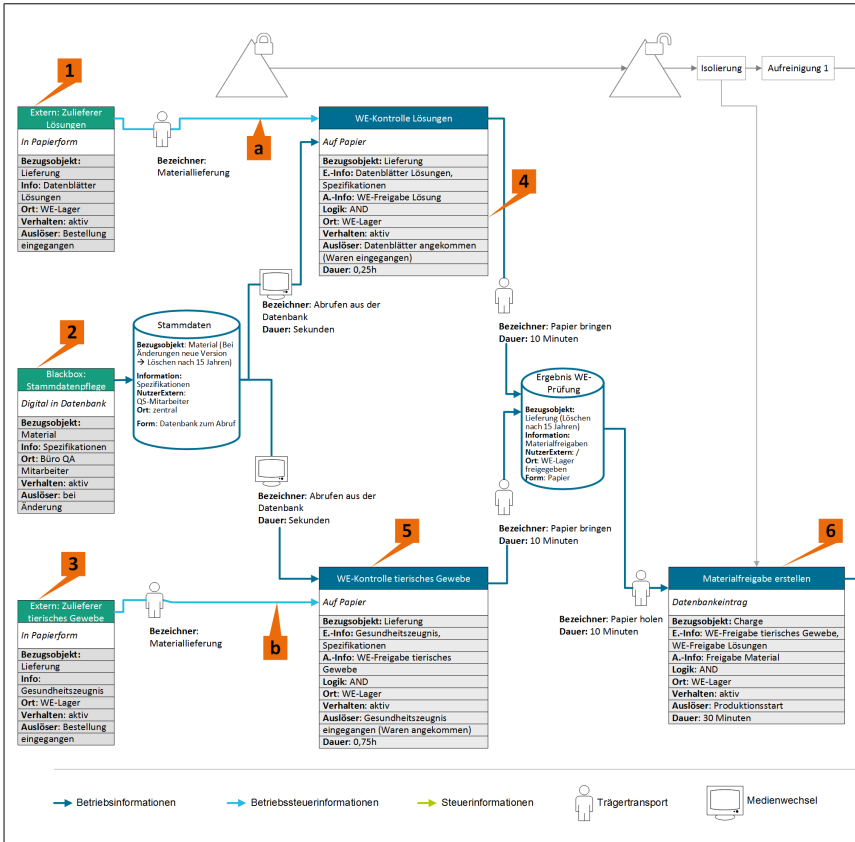 Isolierung
Aufreinigung 1
1
Extern: Zulieferer
Lösungen
In Papierform
Bezugsobjekt:
Lieferung
Info: Datenblätter
Lösungen
Ort: WE-Lager
Verhalten: aktiv
Auslöser: Bestellung
eingegangen
Bezeichner:
Materiallieferung
a
WE-Kontrolle Lösungen
Auf Papier
Bezugsobjekt: Lieferung
E.-Info: Datenblätter Lösungen,
Spezifikationen
A.-Info: WE-Freigabe Lösung
Logik: AND
Ort: WE-Lager
Verhalten: aktiv
Auslöser: Datenblätter angekommen
(Waren eingegangen)
Dauer: 0,25h
4
Bezeichner: Abrufen aus der
Datenbank
Dauer: Sekunden
Bezeichner: Papier bringen
Dauer: 10 Minuten
2
Blackbox:
Stammdatenpflege
Digital in Datenbank
Bezugsobjekt:
Material
Info: Spezifikationen
Ort: Büro QA
Mitarbeiter
Verhalten: aktiv
Auslöser: bei
Änderung
Stammdaten
Bezugsobjekt: Material (Bei
Änderungen neue Version
→ Löschen nach 15 Jahren)
Information:
Spezifikationen
NutzerExtern:
QS-Mitarbeiter
Ort: zentral
Form: Datenbank zum Abruf
Ergebnis WE-
Prüfung
Bezugsobjekt:
Lieferung (Löschen
nach 15 Jahren)
Information:
Materialfreigaben
NutzerExtern: /
Ort: WE-Lager
freigegeben
Form: Papier
Bezeichner: Abrufen aus der
Datenbank
Dauer: Sekunden
Bezeichner: Papier bringen
Dauer: 10 Minuten
3
Extern: Zulieferer
tierisches Gewebe
In Papierform
Bezugsobjekt:
Lieferung
Info:
Gesundheitszeugnis
Ort: WE-Lager
Verhalten: aktiv
Auslöser: Bestellung
eingegangen
Bezeichner:
Materiallieferung
b
5
WE-Kontrolle tierisches Gewebe
Auf Papier
Bezugsobjekt: Lieferung
E.-Info: Gesundheitszeugnis,
Spezifikationen
A.-Info: WE-Freigabe tierisches
Gewebe
Logik: AND
Ort: WE-Lager
Verhalten: aktiv
Auslöser: Gesundheitszeugnis
eingegangen (Waren angekommen)
Dauer: 0,75h
Bezeichner: Papier holen
Dauer: 10 Minuten
6
Materialfreigabe erstellen
Datenbankeintrag
Bezugsobjekt: Charge
E.-Info: WE-Freigabe tierisches Gewebe,
WE-Freigabe Lösungen
A.-Info: Freigabe Material
Logik: AND
Ort: WE-Lager
Verhalten: aktiv
Auslöser: Produktionsstart
Dauer: 30 Minuten
Betriebsinformationen
Betriebssteuerinformationen
Steuerinformationen
Trägertransport
Medienwechsel